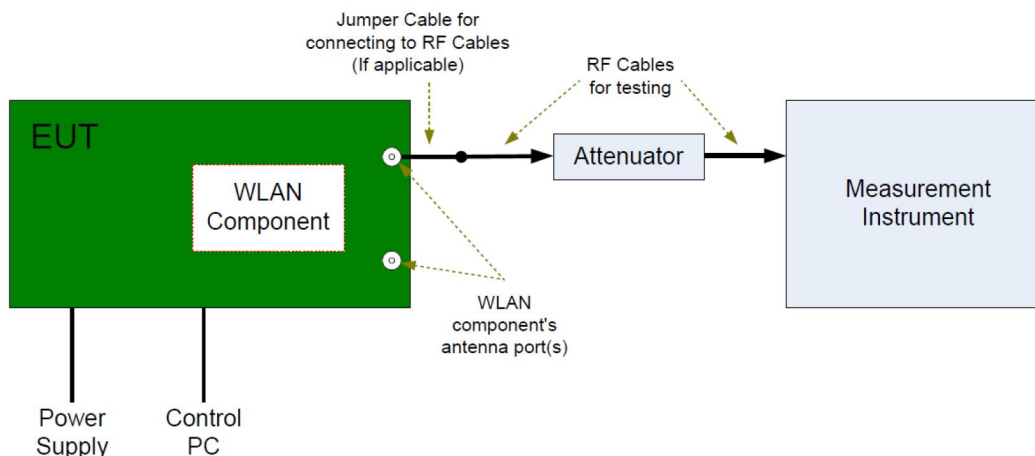 Jumper Cable for
connecting to RF Cables
(If applicable)
RF Cables
for testing
EUT
WLAN
Component
Attenuator
Measurement
Instrument
WLAN
component's
antenna port(s)
Power
Supply
Control
PC